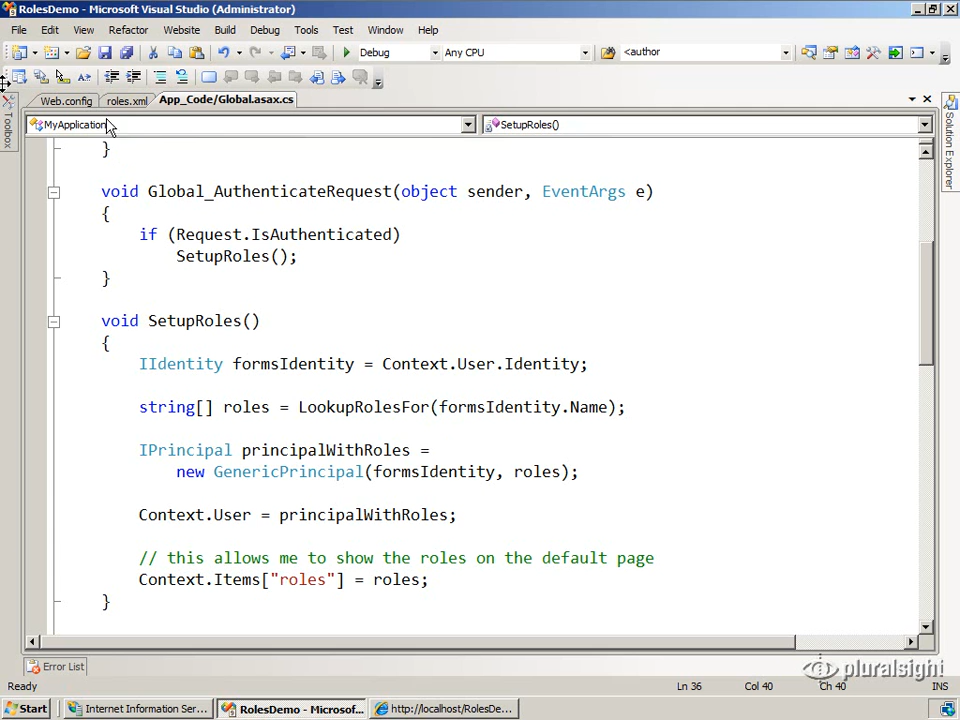 RolesDemo - Microsoft Visual Studio (Administrator)
File Edit View Refactor Website Build Debug Tools Test Window Help
Debug Any CPU <author
Web.config roles.xml App_Code/Global.asax.cs
Toolbox
MyApplication SetupRoles()
Solution Explorer
}
void Global_AuthenticateRequest(object sender, EventArgs e)
{
if (Request.IsAuthenticated)
SetupRoles();
}
void SetupRoles()
{
IIdentity formsIdentity = Context.User.Identity;
string[] roles = LookupRolesFor(formsIdentity.Name);
IPrincipal principalWithRoles =
new GenericPrincipal(formsIdentity, roles);
Context.User = principalWithRoles;
// this allows me to show the roles on the default page
Context.Items["roles"] = roles;
}
Error List
pluralsight
Ready Ln 36 Col 40 Ch 40 INS
Start Internet Information Ser... RolesDemo - Microsof... http://localhost/RolesDe...